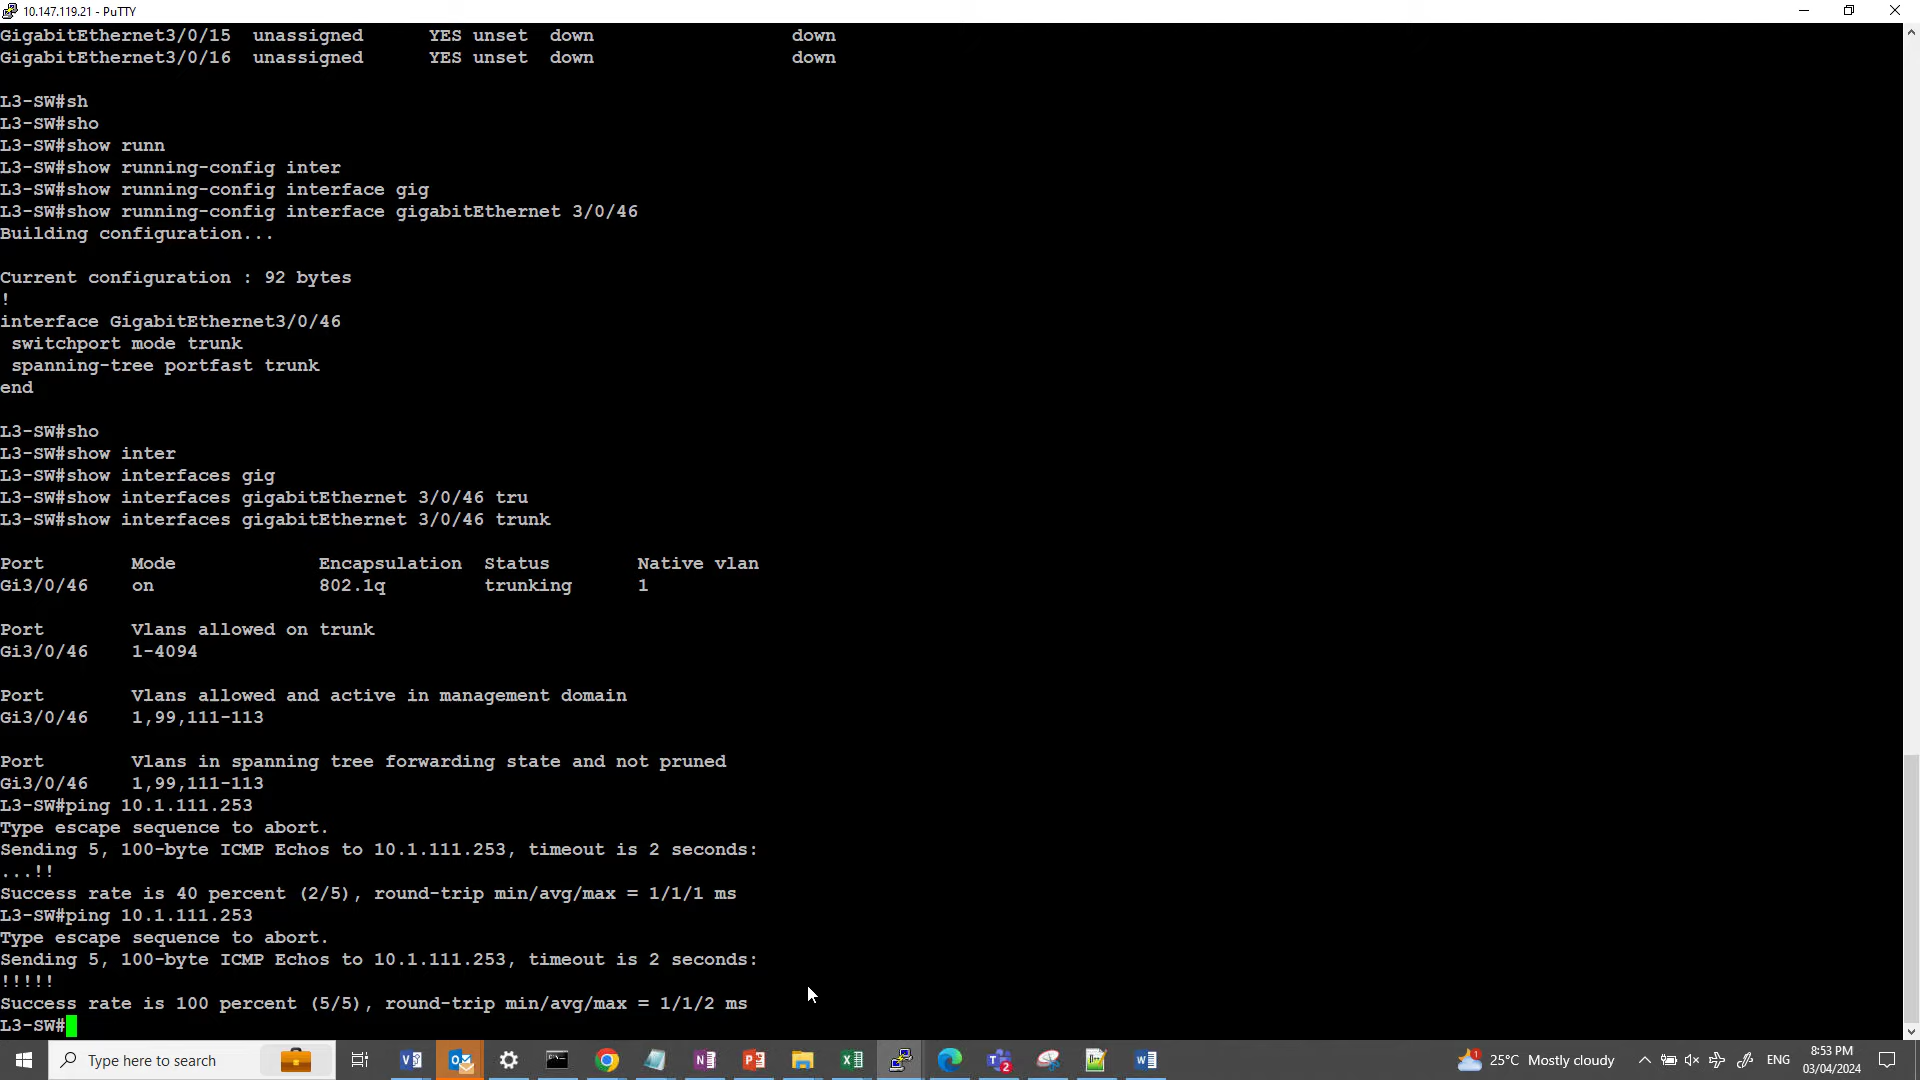 10.147.119.21 - PuTTY
GigabitEthernet3/0/15  unassigned      YES unset  down                  down
GigabitEthernet3/0/16  unassigned      YES unset  down                  down
L3-SW#sh
L3-SW#sho
L3-SW#show runn
L3-SW#show running-config inter
L3-SW#show running-config interface gig
L3-SW#show running-config interface gigabitEthernet 3/0/46
Building configuration...
Current configuration : 92 bytes
!
interface GigabitEthernet3/0/46
 switchport mode trunk
 spanning-tree portfast trunk
end
L3-SW#sho
L3-SW#show inter
L3-SW#show interfaces gig
L3-SW#show interfaces gigabitEthernet 3/0/46 tru
L3-SW#show interfaces gigabitEthernet 3/0/46 trunk
Port        Mode             Encapsulation  Status        Native vlan
Gi3/0/46    on               802.1q         trunking      1
Port        Vlans allowed on trunk
Gi3/0/46    1-4094
Port        Vlans allowed and active in management domain
Gi3/0/46    1,99,111-113
Port        Vlans in spanning tree forwarding state and not pruned
Gi3/0/46    1,99,111-113
L3-SW#ping 10.1.111.253
Type escape sequence to abort.
Sending 5, 100-byte ICMP Echos to 10.1.111.253, timeout is 2 seconds:
...!!
Success rate is 40 percent (2/5), round-trip min/avg/max = 1/1/1 ms
L3-SW#ping 10.1.111.253
Type escape sequence to abort.
Sending 5, 100-byte ICMP Echos to 10.1.111.253, timeout is 2 seconds:
!!!!!
Success rate is 100 percent (5/5), round-trip min/avg/max = 1/1/2 ms
L3-SW#
Type here to search
25°C Mostly cloudy
ENG
8:53 PM
03/04/2024